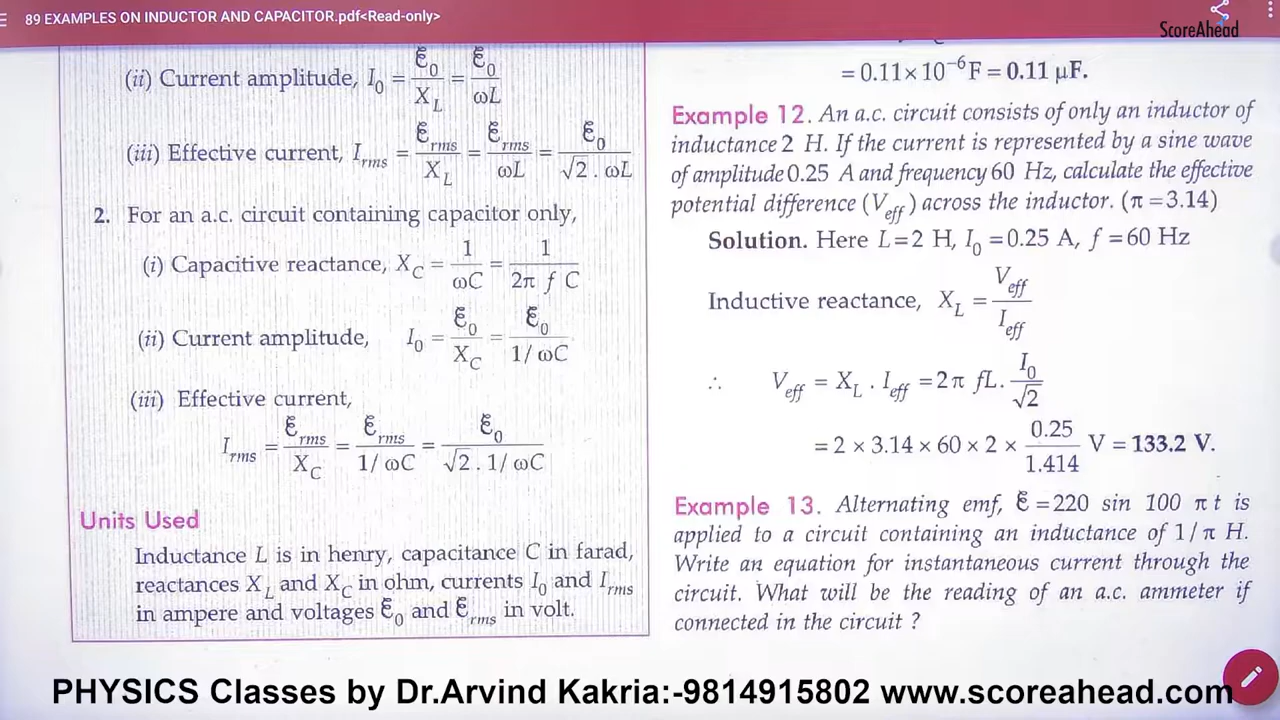 89 EXAMPLES ON INDUCTOR AND CAPACITOR.pdf<Read-only>
ScoreAhead
(ii) Current amplitude, I₀ = ℰ₀/X_L = ℰ₀/ωL
(iii) Effective current, I_rms = ℰ_rms/X_L = ℰ_rms/ωL = ℰ₀/√2 . ωL
2. For an a.c. circuit containing capacitor only,
(i) Capacitive reactance, X_C = 1/ωC = 1/2π f C
(ii) Current amplitude, I₀ = ℰ₀/X_C = ℰ₀/1/ωC
(iii) Effective current,
I_rms = ℰ_rms/X_C = ℰ_rms/1/ωC = ℰ₀/√2 . 1/ωC
Units Used
Inductance L is in henry, capacitance C in farad,
reactances X_L and X_C in ohm, currents I₀ and I_rms
in ampere and voltages ℰ₀ and ℰ_rms in volt.
= 0.11×10⁻⁶F = 0.11 μF.
Example 12. An a.c. circuit consists of only an inductor of
inductance 2 H. If the current is represented by a sine wave
of amplitude 0.25 A and frequency 60 Hz, calculate the effective
potential difference (V_eff) across the inductor. (π = 3.14)
Solution. Here L = 2 H, I₀ = 0.25 A, f = 60 Hz
Inductive reactance, X_L = V_eff/I_eff
∴ V_eff = X_L . I_eff = 2π fL. I₀/√2
= 2 × 3.14 × 60 × 2 × 0.25/1.414 V = 133.2 V.
Example 13. Alternating emf, ℰ = 220 sin 100 π t is
applied to a circuit containing an inductance of 1/π H.
Write an equation for instantaneous current through the
circuit. What will be the reading of an a.c. ammeter if
connected in the circuit ?
PHYSICS Classes by Dr.Arvind Kakria:-9814915802 www.scoreahead.com